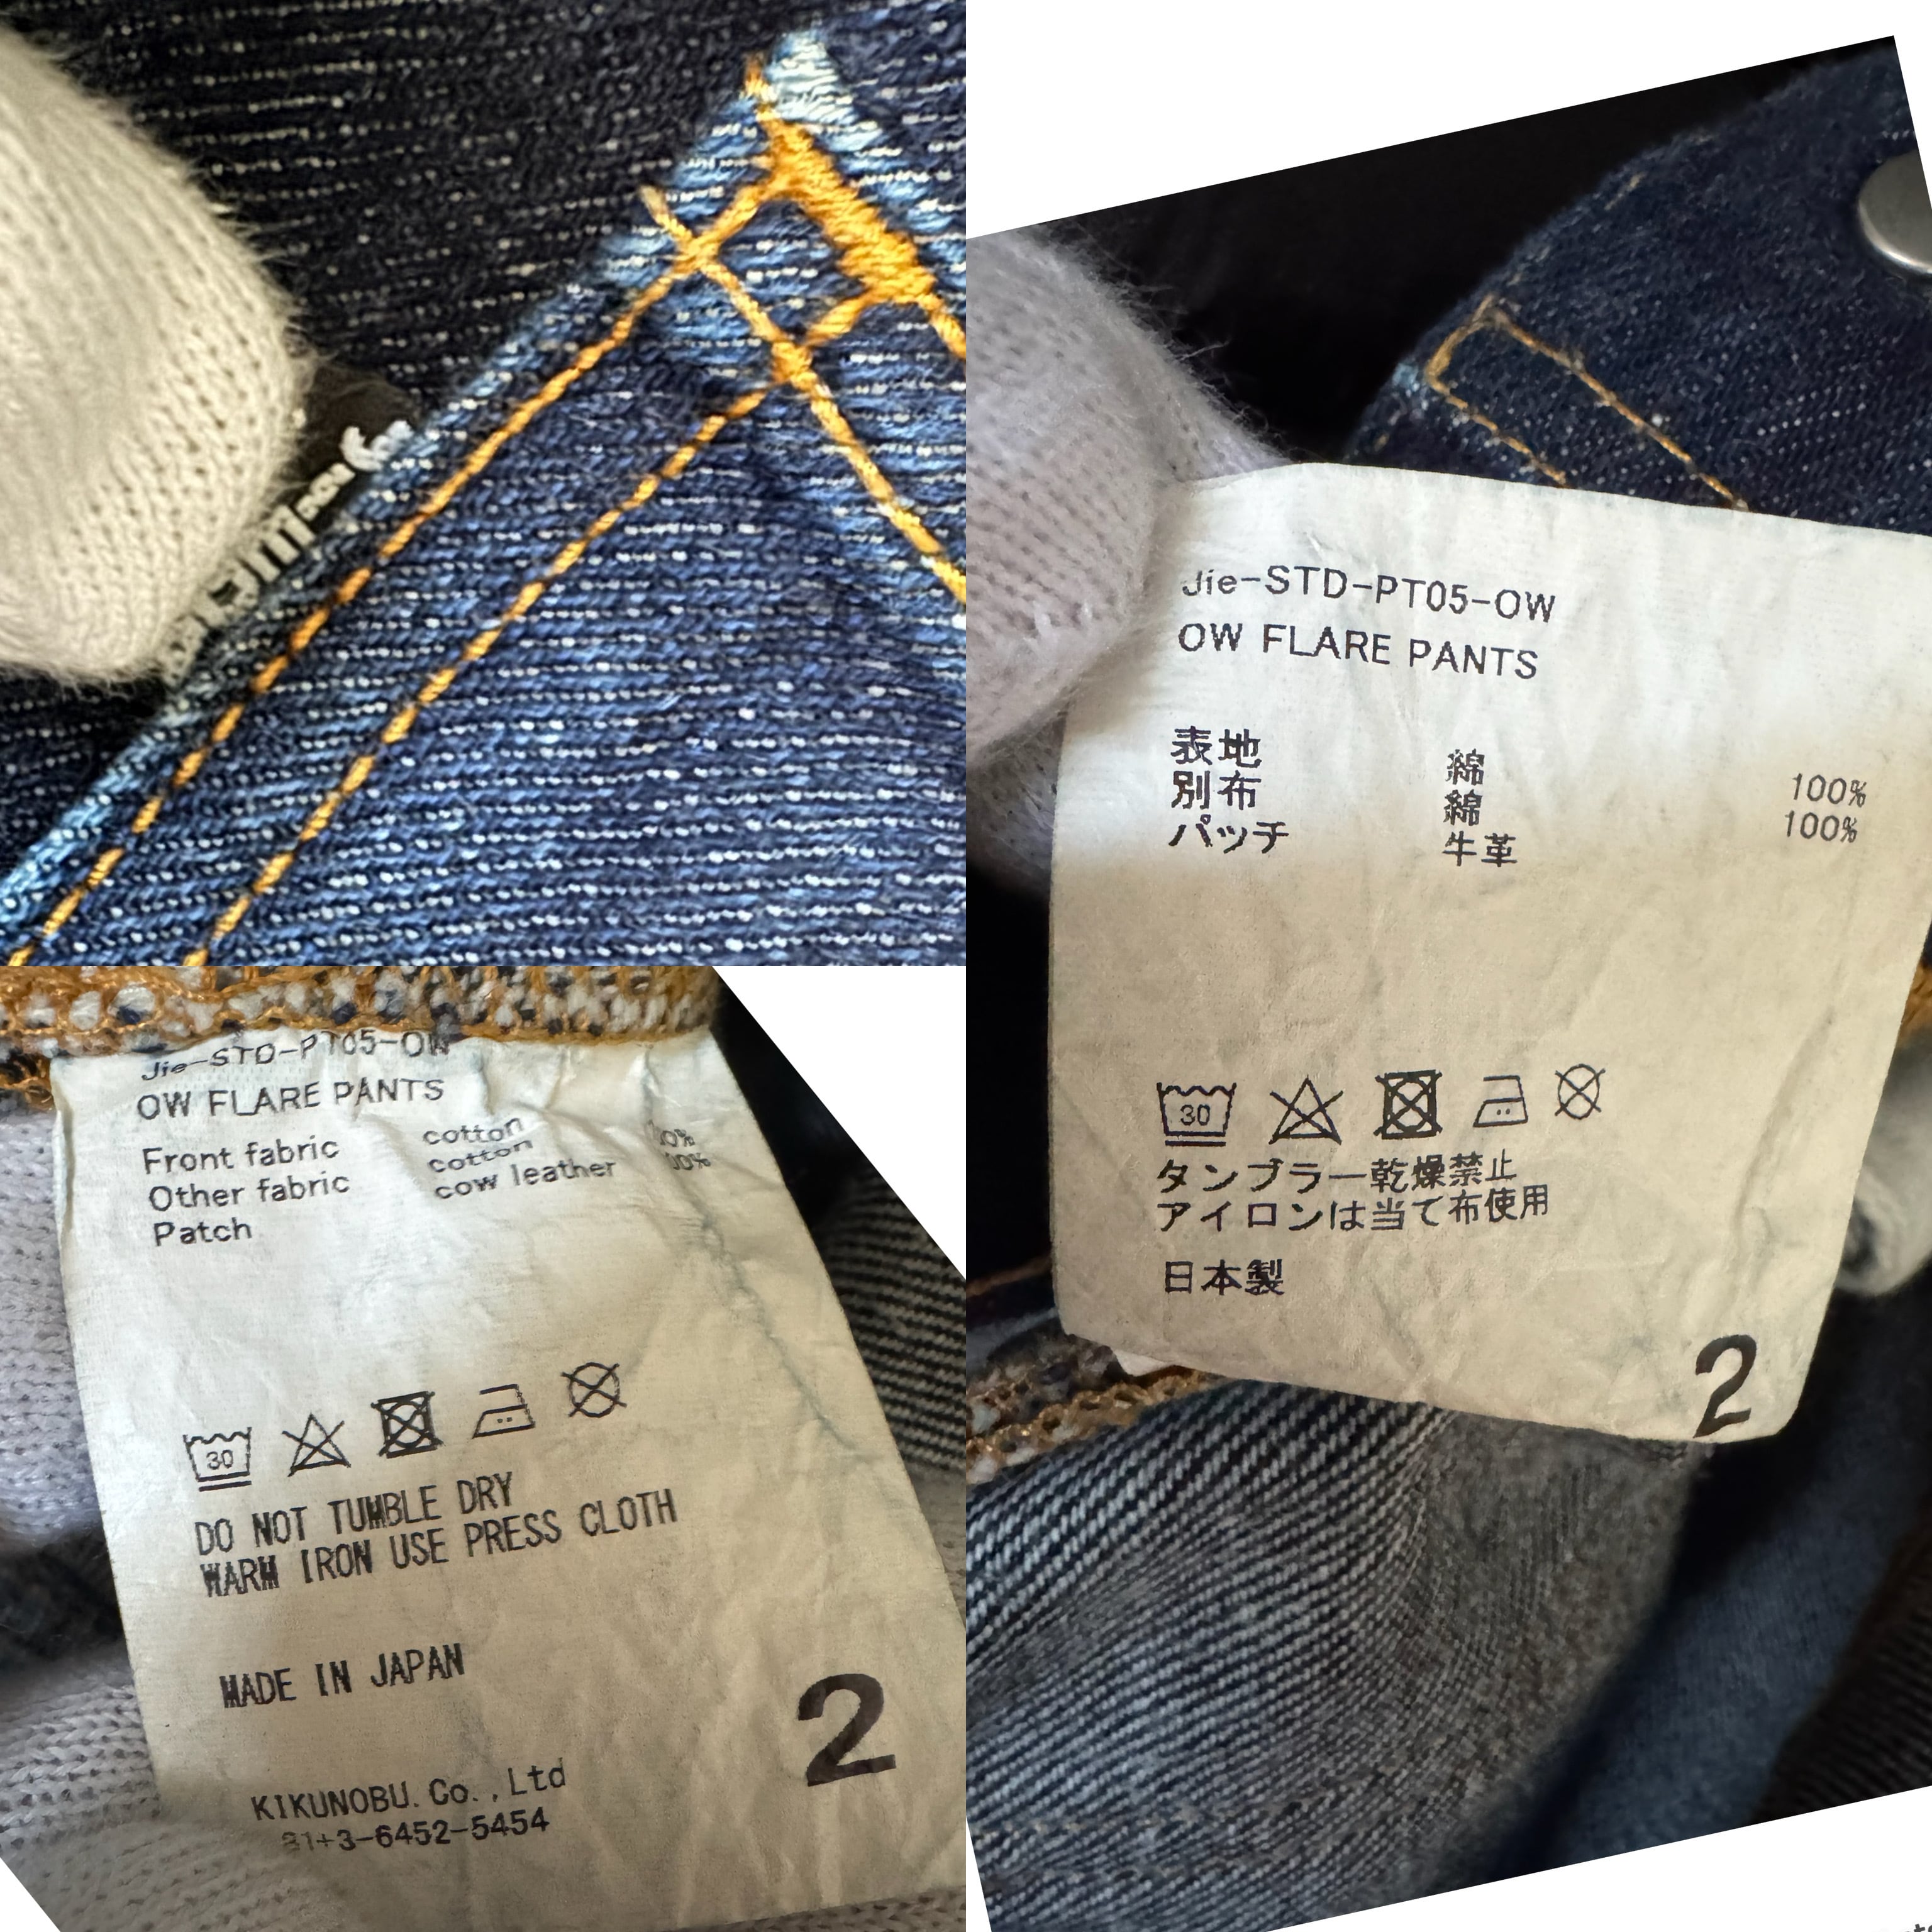 Jie-STD-PT05-OW
OW FLARE PANTS
表地 綿 100%
別布 綿 100%
パッチ 牛革
30
タンブラー乾燥禁止
アイロンは当て布使用
日本製
2
Jie-STD-PT05-OW
OW FLARE PANTS
Front fabric cotton
Other fabric cotton
Patch cow leather
30
DO NOT TUMBLE DRY
WARM IRON USE PRESS CLOTH
MADE IN JAPAN
2
KIKUNOBU.Co.,Ltd
81+3-6452-5454